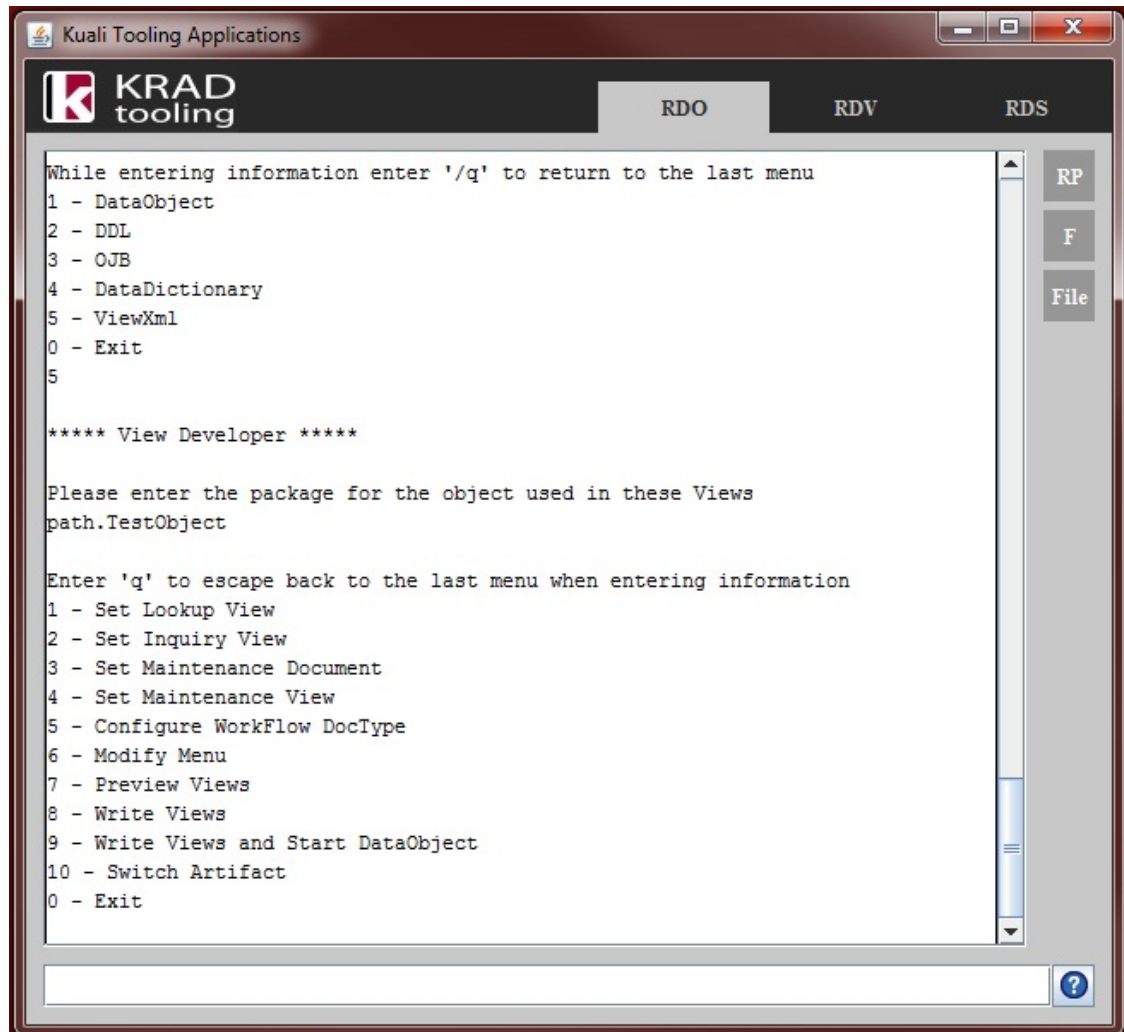 Kuali Tooling Applications
KRAD
tooling
RDO
RDV
RDS
While entering information enter '/q' to return to the last menu
1 - DataObject
2 - DDL
3 - OJB
4 - DataDictionary
5 - ViewXml
0 - Exit
5
***** View Developer *****
Please enter the package for the object used in these Views
path.TestObject
Enter 'q' to escape back to the last menu when entering information
1 - Set Lookup View
2 - Set Inquiry View
3 - Set Maintenance Document
4 - Set Maintenance View
5 - Configure WorkFlow DocType
6 - Modify Menu
7 - Preview Views
8 - Write Views
9 - Write Views and Start DataObject
10 - Switch Artifact
0 - Exit
RP
F
File
?